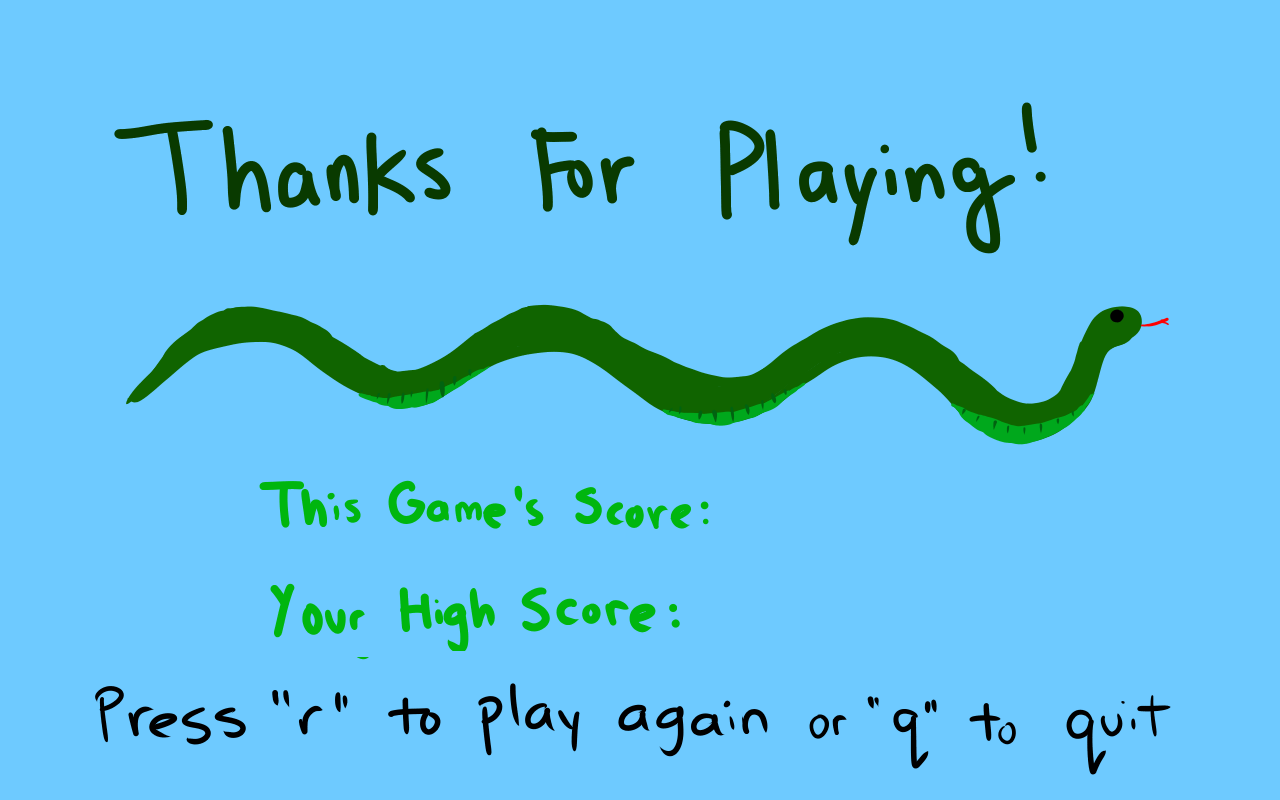 Thanks For Playing!
This Game's Score:
Your High Score:
Press "r" to play again or "q" to quit